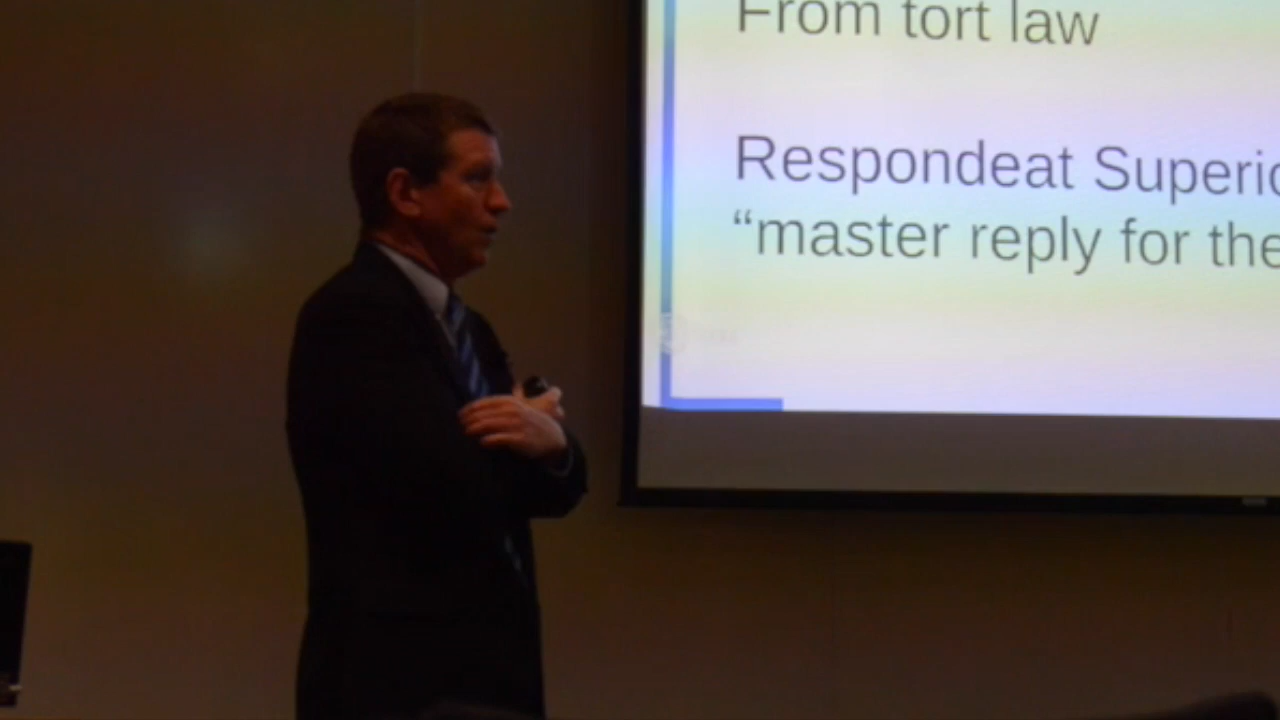 From tort law
Respondeat Superio
“master reply for the